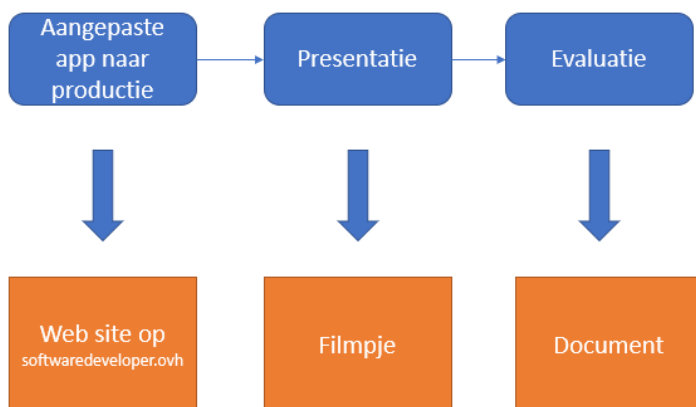 Aangepaste
app naar
productie
Presentatie
Evaluatie
Web site op
softwaredeveloper.ovh
Filmpje
Document